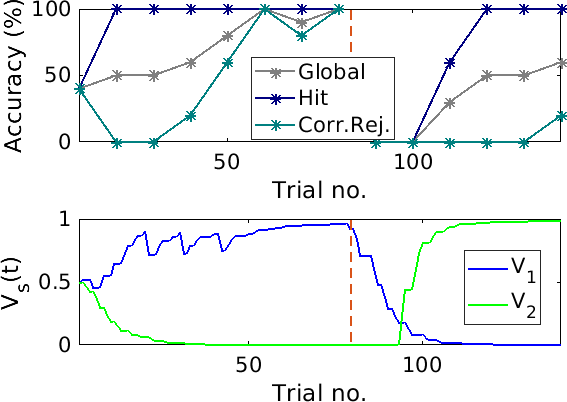 Accuracy (%)
100
50
0
Global
Hit
Corr.Rej.
50
100
Trial no.
V_s(t)
1
0.5
0
V_1
V_2
50
100
Trial no.